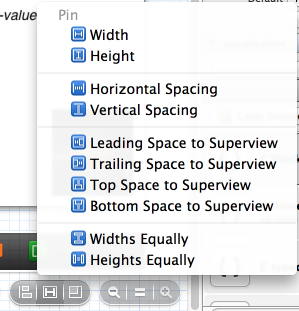 -value
Pin
Width
Height
Horizontal Spacing
Vertical Spacing
Leading Space to Superview
Trailing Space to Superview
Top Space to Superview
Bottom Space to Superview
Widths Equally
Heights Equally